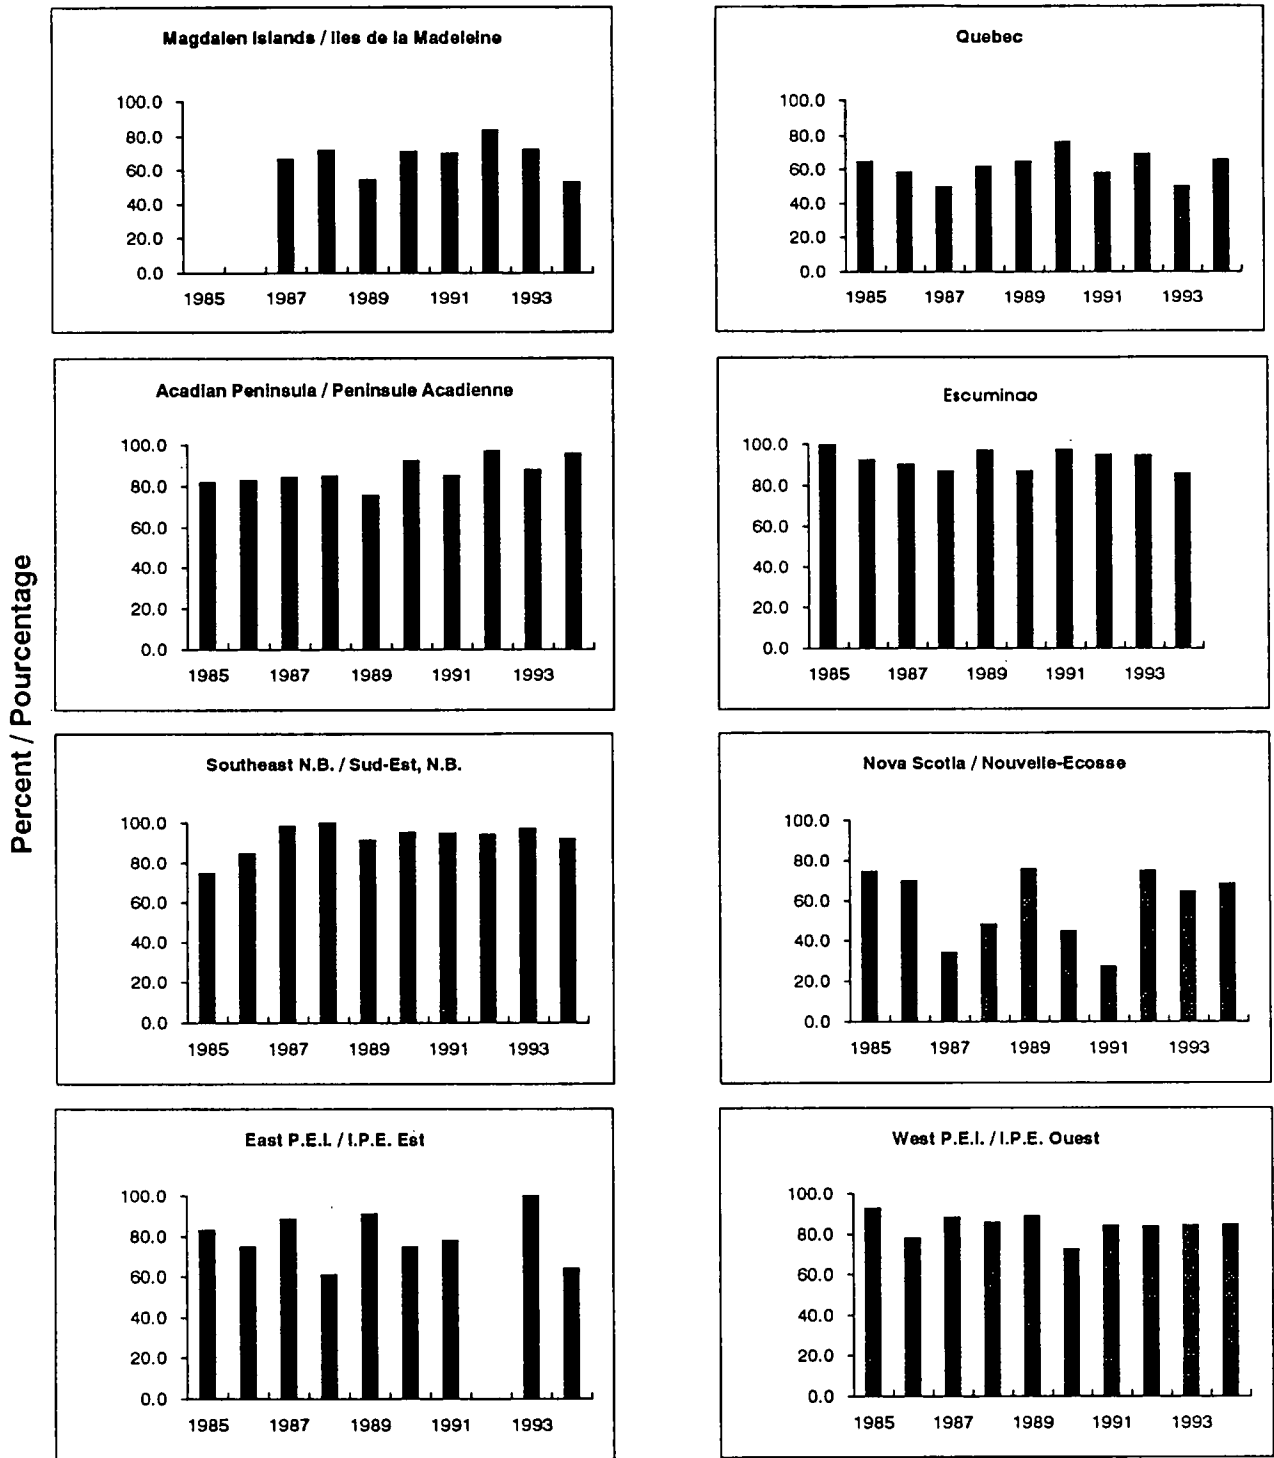 Percent / Pourcentage
Magdalen Islands / Iles de la Madeleine
100.0
80.0
60.0
40.0
20.0
0.0
1985 1987 1989 1991 1993
Quebec
100.0
80.0
60.0
40.0
20.0
0.0
1985 1987 1989 1991 1993
Acadian Peninsula / Peninsule Acadienne
100.0
80.0
60.0
40.0
20.0
0.0
1985 1987 1989 1991 1993
Escuminac
100.0
80.0
60.0
40.0
20.0
0.0
1985 1987 1989 1991 1993
Southeast N.B. / Sud-Est, N.B.
100.0
80.0
60.0
40.0
20.0
0.0
1985 1987 1989 1991 1993
Nova Scotia / Nouvelle-Ecosse
100.0
80.0
60.0
40.0
20.0
0.0
1985 1987 1989 1991 1993
East P.E.I. / I.P.E. Est
100.0
80.0
60.0
40.0
20.0
0.0
1985 1987 1989 1991 1993
West P.E.I. / I.P.E. Ouest
100.0
80.0
60.0
40.0
20.0
0.0
1985 1987 1989 1991 1993